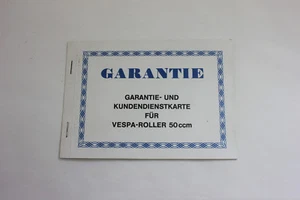 GARANTIE
GARANTIE- UND
KUNDENDIENSTKARTE
FÜR
VESPA-ROLLER 50 ccm